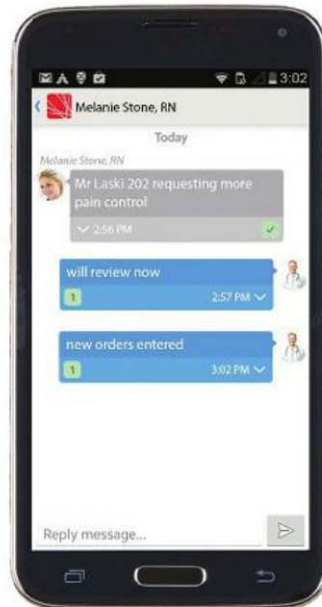 3:02
Melanie Stone, RN
Today
Melanie Stone, RN
Mr Laski 202 requesting more
pain control
2:56 PM
will review now
1
2:57 PM
new orders entered
1
3:02 PM
Reply message...